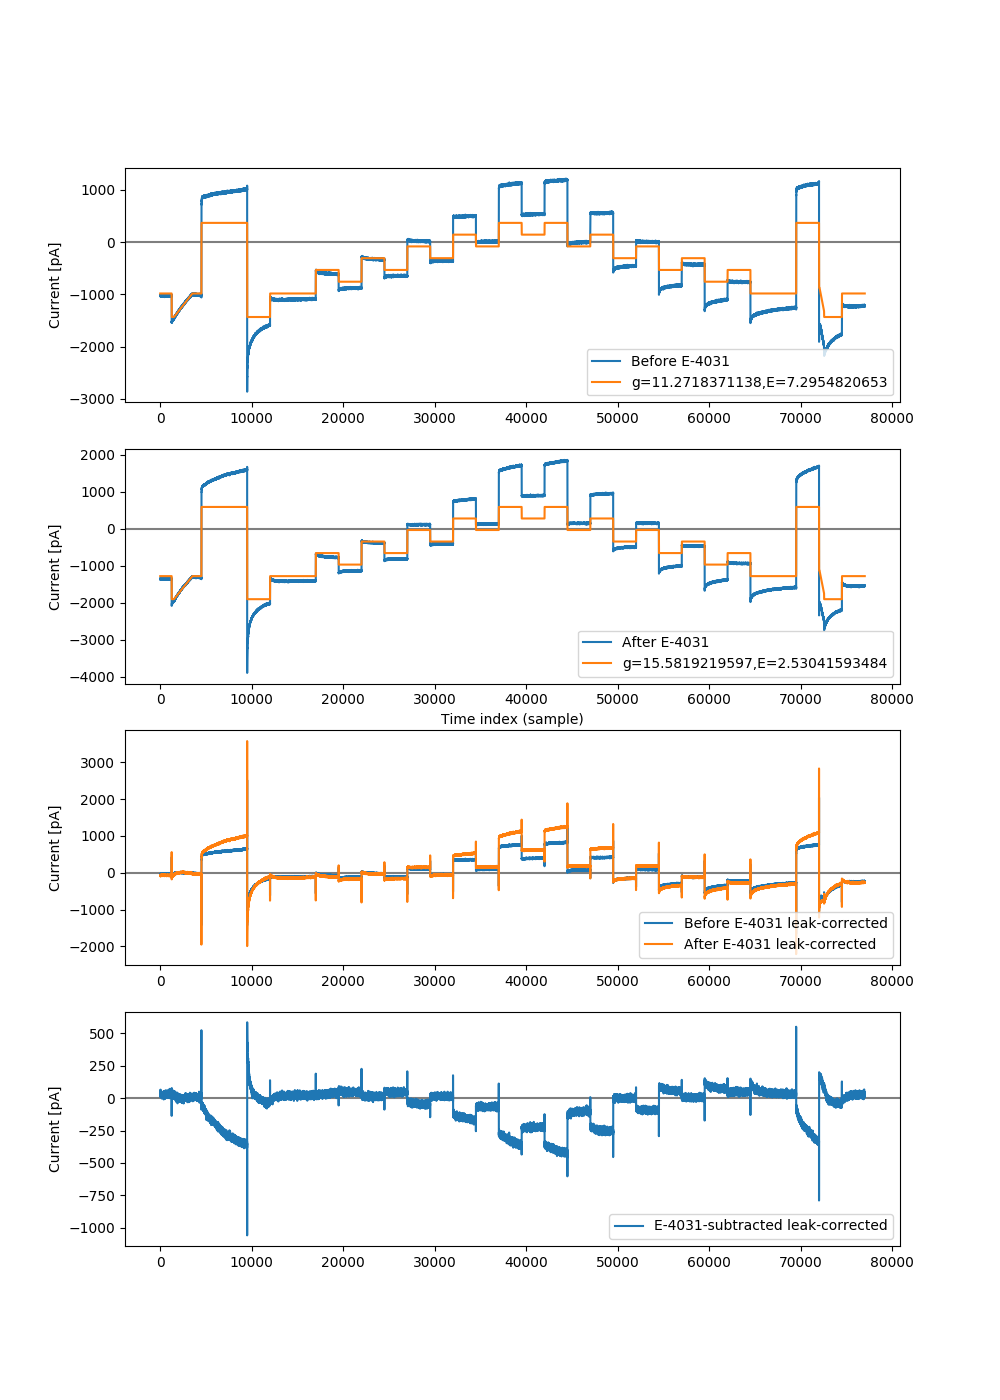 1000
0
−1000
−2000
−3000
Current [pA]
Before E-4031
g=11.2718371138,E=7.2954820653
0 10000 20000 30000 40000 50000 60000 70000 80000
2000
1000
0
−1000
−2000
−3000
−4000
Current [pA]
After E-4031
g=15.5819219597,E=2.53041593484
0 10000 20000 30000 40000 50000 60000 70000 80000
Time index (sample)
3000
2000
1000
0
−1000
−2000
Current [pA]
Before E-4031 leak-corrected
After E-4031 leak-corrected
0 10000 20000 30000 40000 50000 60000 70000 80000
500
250
0
−250
−500
−750
−1000
Current [pA]
E-4031-subtracted leak-corrected
0 10000 20000 30000 40000 50000 60000 70000 80000